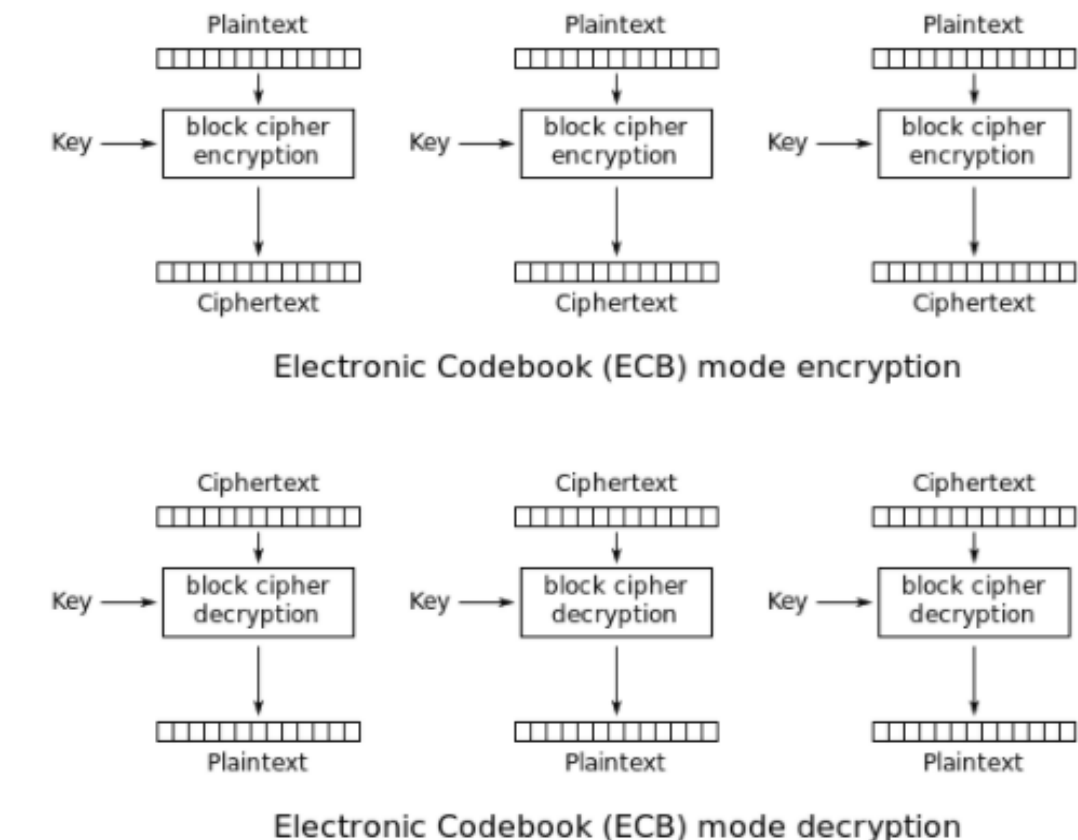 Plaintext Plaintext Plaintext
Key block cipher encryption Key block cipher encryption Key block cipher encryption
Ciphertext Ciphertext Ciphertext
Electronic Codebook (ECB) mode encryption
Ciphertext Ciphertext Ciphertext
Key block cipher decryption Key block cipher decryption Key block cipher decryption
Plaintext Plaintext Plaintext
Electronic Codebook (ECB) mode decryption